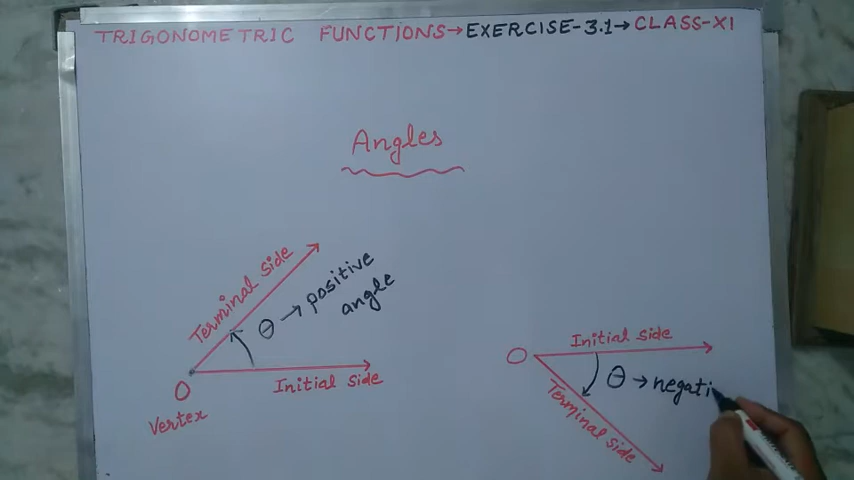 TRIGONOMETRIC FUNCTIONS→EXERCISE-3.1→CLASS-XI
Angles
Terminal side
θ → positive
angle
Initial side
O
Vertex
O
Initial side
θ → negati
Terminal side